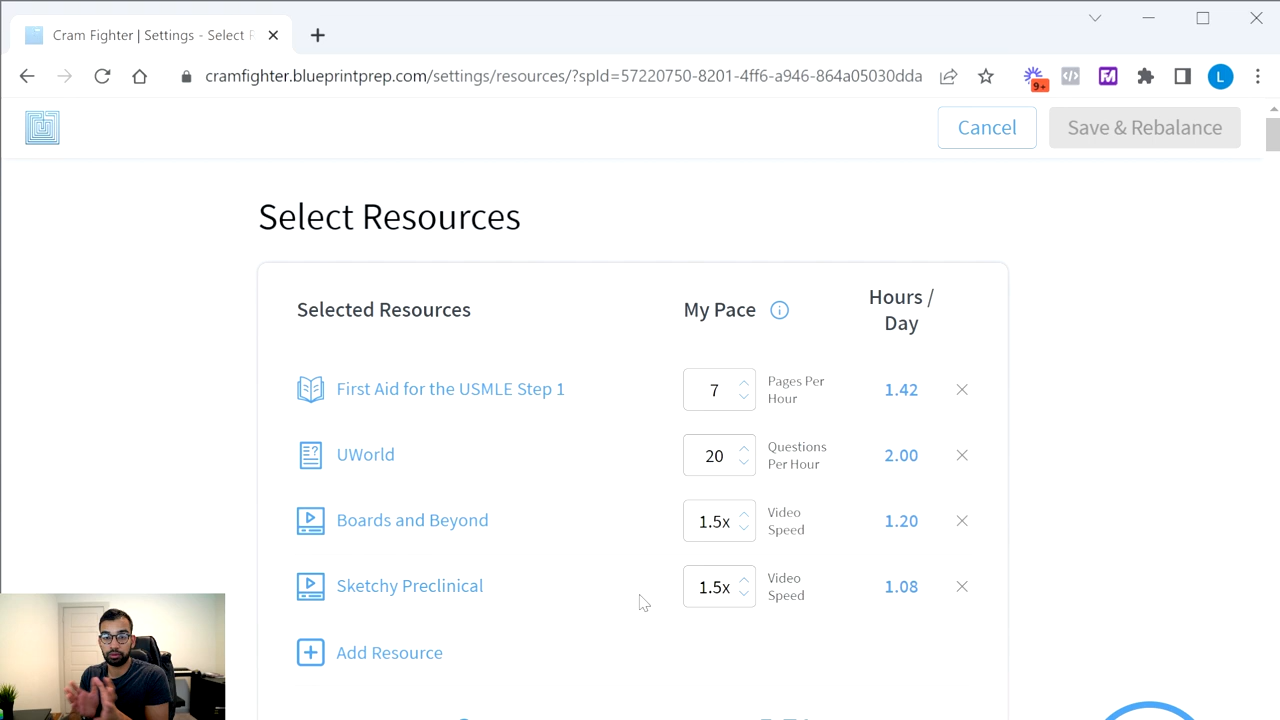 Cram Fighter | Settings - Select R
cramfighter.blueprintprep.com/settings/resources/?spId=57220750-8201-4ff6-a946-864a05030dda
9+
L
Cancel
Save & Rebalance
Select Resources
Selected Resources
My Pace
Hours /
Day
First Aid for the USMLE Step 1
7
Pages Per
Hour
1.42
UWorld
20
Questions
Per Hour
2.00
Boards and Beyond
1.5x
Video
Speed
1.20
Sketchy Preclinical
1.5x
Video
Speed
1.08
Add Resource